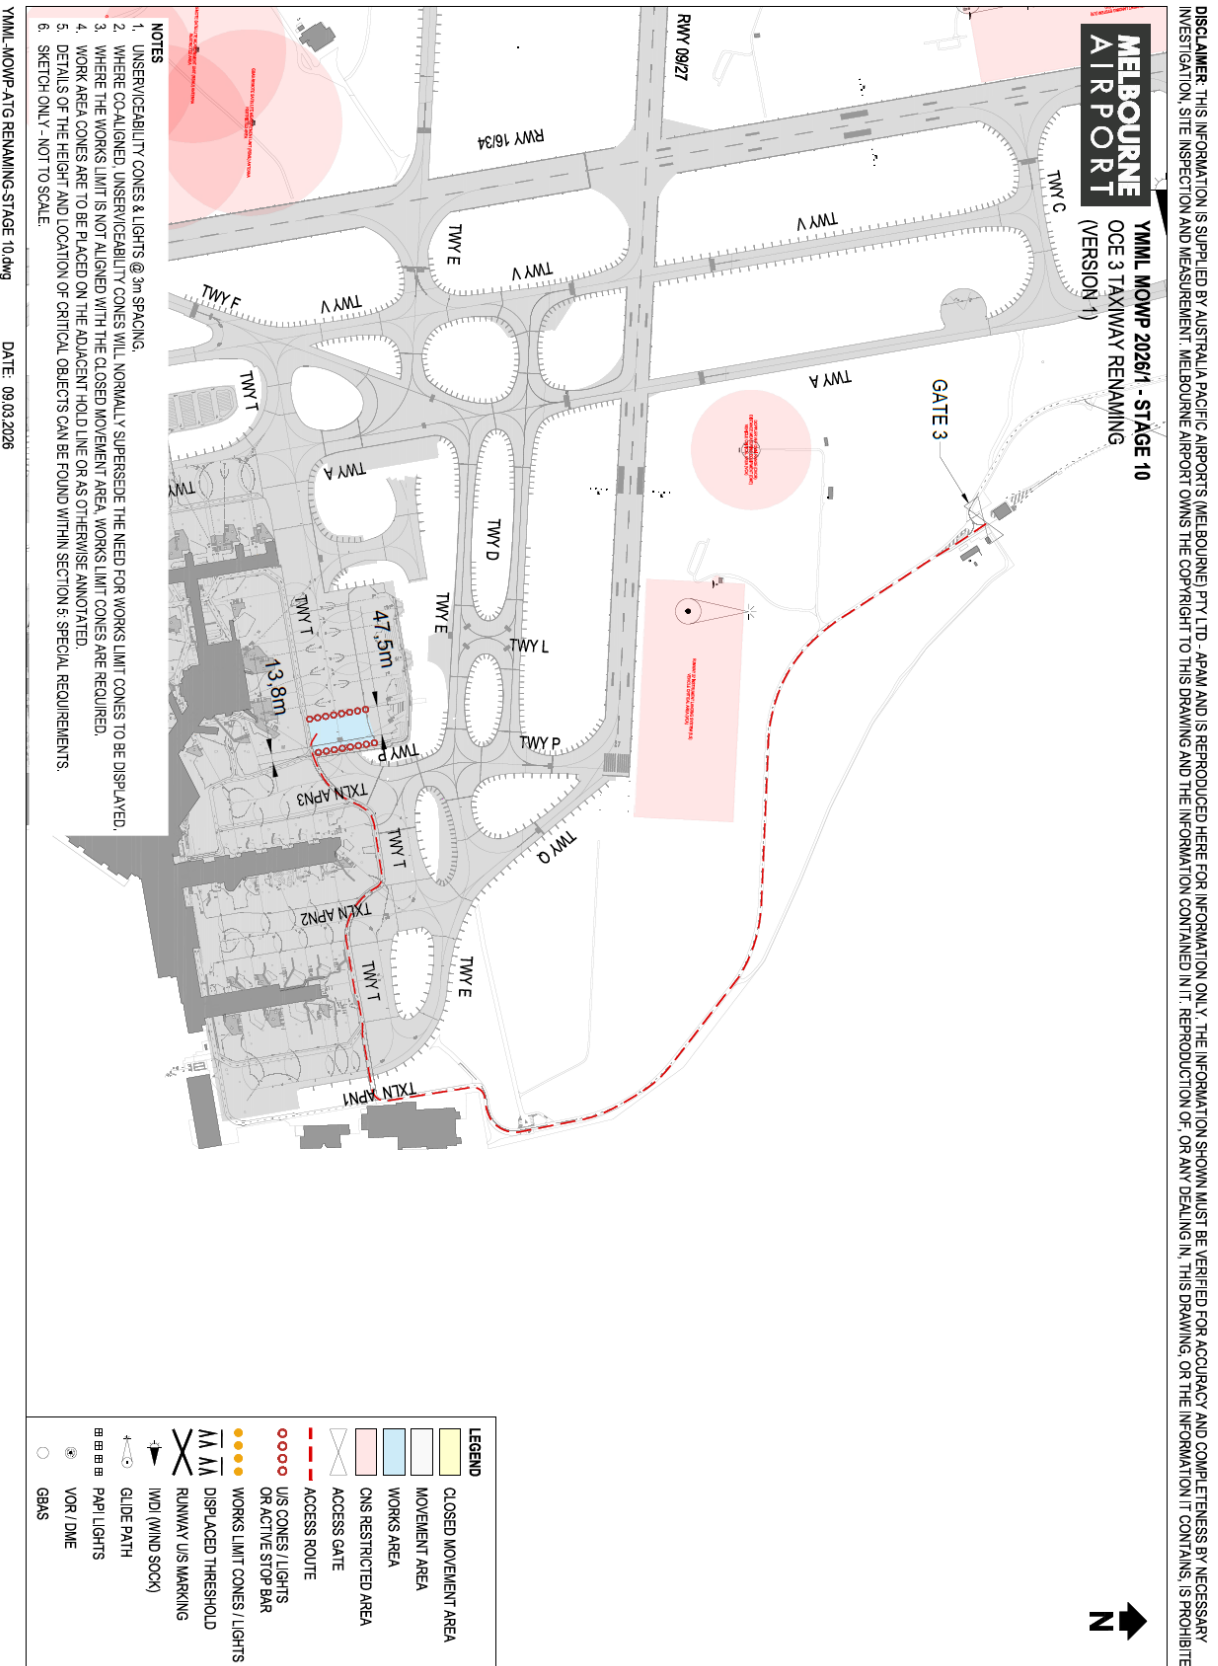 DISCLAIMER: THIS INFORMATION IS SUPPLIED BY AUSTRALIA PACIFIC AIRPORTS (MELBOURNE) PTY LTD - APAM AND IS REPRODUCED HERE FOR INFORMATION ONLY. THE INFORMATION SHOWN MUST BE VERIFIED FOR ACCURACY AND COMPLETENESS BY NECESSARY
INVESTIGATION, SITE INSPECTION AND MEASUREMENT. MELBOURNE AIRPORT OWNS THE COPYRIGHT TO THIS DRAWING AND THE INFORMATION CONTAINED IN IT. REPRODUCTION OF, OR ANY DEALING IN, THIS DRAWING, OR THE INFORMATION IT CONTAINS, IS PROHIBITE
MELBOURNE
AIRPORT
YMML MOWP 2026/1 - STAGE 10
OCE 3 TAXIWAY RENAMING
(VERSION 1)
N
GATE 3
TWY C
TWY V
TWY A
RWY 09/27
RWY 16/34
TWY E
TWY V
TWY V
TWY F
TWY T
TWY A
TWY
TWY D
TWY E
TWY L
TWY P
TWY T
47,5m
13,8m
TWY P
TWY Q
TXLN APN3
TWY T
TXLN APN2
TWY T
TWY E
TXLN APN1
27
NOTES
1. UNSERVICEABILITY CONES & LIGHTS @ 3m SPACING.
2. WHERE CO-ALIGNED, UNSERVICEABILITY CONES WILL NORMALLY SUPERSEDE THE NEED FOR WORKS LIMIT CONES TO BE DISPLAYED.
3. WHERE THE WORKS LIMIT IS NOT ALIGNED WITH THE CLOSED MOVEMENT AREA, WORKS LIMIT CONES ARE REQUIRED.
4. WORK AREA CONES ARE TO BE PLACED ON THE ADJACENT HOLD LINE OR AS OTHERWISE ANNOTATED.
5. DETAILS OF THE HEIGHT AND LOCATION OF CRITICAL OBJECTS CAN BE FOUND WITHIN SECTION 5: SPECIAL REQUIREMENTS.
6. SKETCH ONLY - NOT TO SCALE.
LEGEND
CLOSED MOVEMENT AREA
MOVEMENT AREA
WORKS AREA
CNS RESTRICTED AREA
ACCESS GATE
ACCESS ROUTE
U/S CONES / LIGHTS
OR ACTIVE STOP BAR
WORKS LIMIT CONES / LIGHTS
DISPLACED THRESHOLD
RUNWAY U/S MARKING
IWDI (WIND SOCK)
GLIDE PATH
PAPI LIGHTS
VOR / DME
GBAS
YMML-MOWP-ATG RENAMING-STAGE 10.dwg
DATE: 09.03.2026